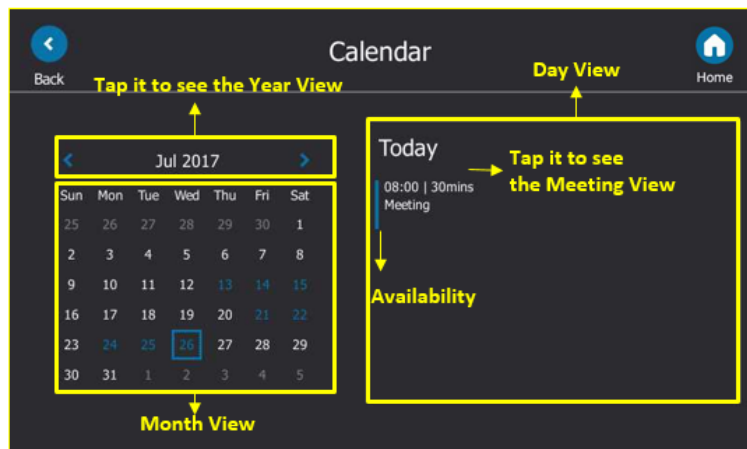 Calendar
Back
Home
Tap it to see the Year View
Day View
Jul 2017
Sun Mon Tue Wed Thu Fri Sat
25 26 27 28 29 30 1
2 3 4 5 6 7 8
9 10 11 12 13 14 15
16 17 18 19 20 21 22
23 24 25 26 27 28 29
30 31 1 2 3 4 5
Month View
Today
08:00 | 30mins
Meeting
Tap it to see
the Meeting View
Availability